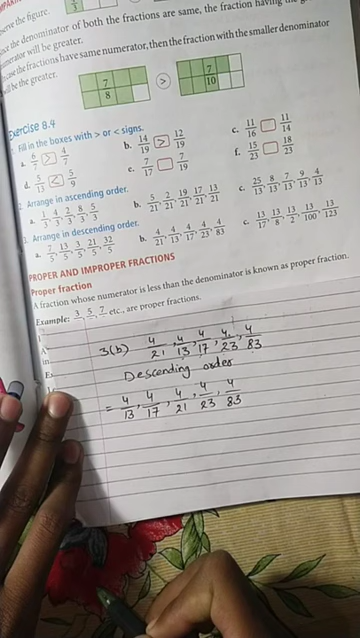 serve the figure.
ce the denominator of both the fractions are same, the fraction having the
umerator will be greater.
case the fractions have same numerator, then the fraction with the smaller denominator
ill be the greater.
7/8 > 7/10
Exercise 8.4
Fill in the boxes with > or < signs.
a. 6/7 > 4/7 b. 14/19 > 12/19 c. 11/16 11/14
d. 5/13 < 5/9 e. 7/17 7/19 f. 15/23 18/23
Arrange in ascending order.
a. 1/3, 4/3, 2/3, 8/3, 5/3 b. 5/21, 2/21, 19/21, 17/21, 13/21 c. 25/13, 8/13, 7/13, 9/13, 4/13
Arrange in descending order.
a. 7/5, 13/5, 3/5, 21/5, 32/5 b. 4/21, 4/13, 4/17, 4/23, 4/83 c. 13/17, 13/8, 13/2, 13/100, 13/123
PROPER AND IMPROPER FRACTIONS
Proper fraction
A fraction whose numerator is less than the denominator is known as proper fraction.
Example: 3, 5, 7 etc., are proper fractions.
3(b) 4/21, 4/13, 4/17, 4/23, 4/83
Descending order
= 4/13, 4/17, 4/21, 4/23, 4/83